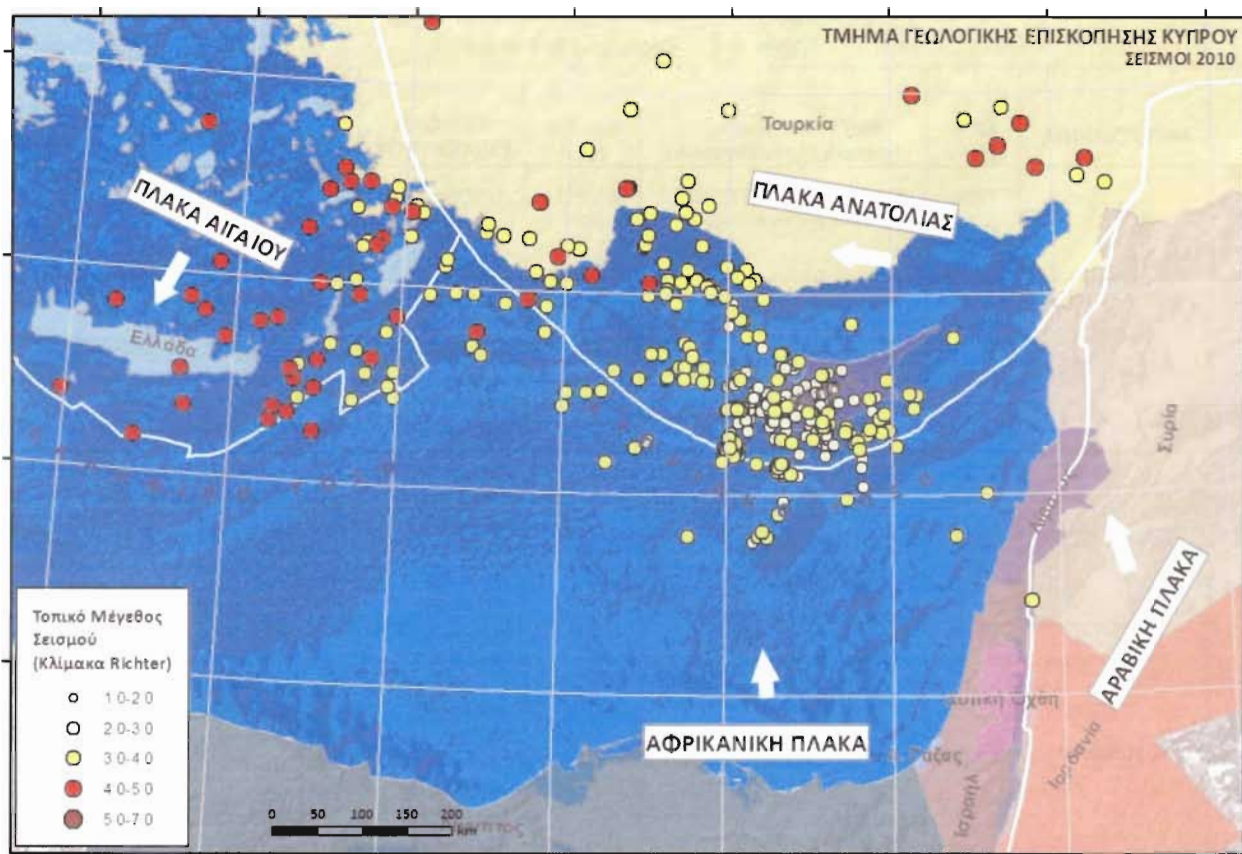 ΤΜΗΜΑ ΓΕΩΛΟΓΙΚΗΣ ΕΠΙΣΚΟΠΗΣΗΣ ΚΥΠΡΟΥ
ΣΕΙΣΜΟΙ 2010
Τουρκία
ΠΛΑΚΑ ΑΙΓΑΙΟΥ
ΠΛΑΚΑ ΑΝΑΤΟΛΙΑΣ
Ελλάδα
Συρία
ΑΡΑΒΙΚΗ ΠΛΑΚΑ
ΑΦΡΙΚΑΝΙΚΗ ΠΛΑΚΑ
Ιορδανία
Ισραήλ
Τοπικό Μέγεθος
Σεισμού
(Κλίμακα Richter)
1 0-2 0
2 0-3 0
3 0-4 0
4 0-5 0
5 0-7 0
0 50 100 150 200
km